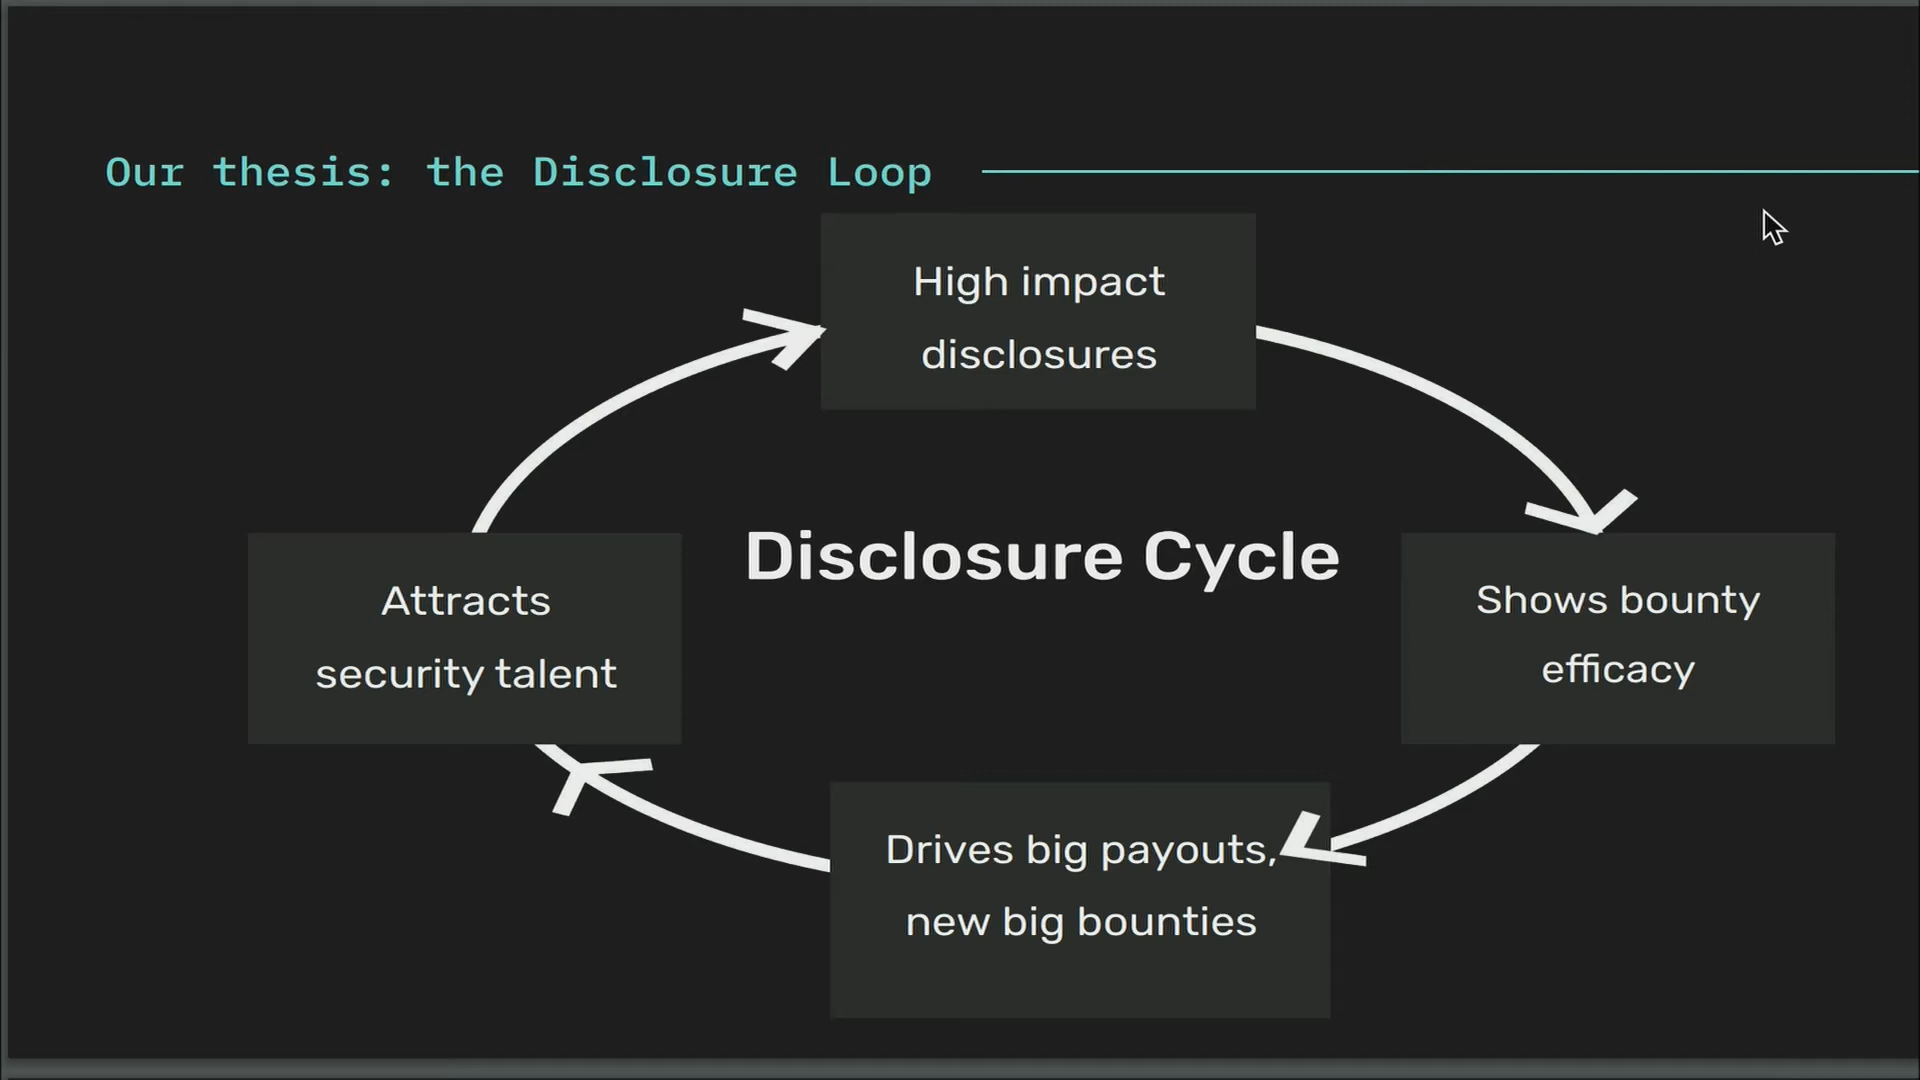 Our thesis: the Disclosure Loop
High impact
disclosures
Disclosure Cycle
Attracts
security talent
Shows bounty
efficacy
Drives big payouts,
new big bounties